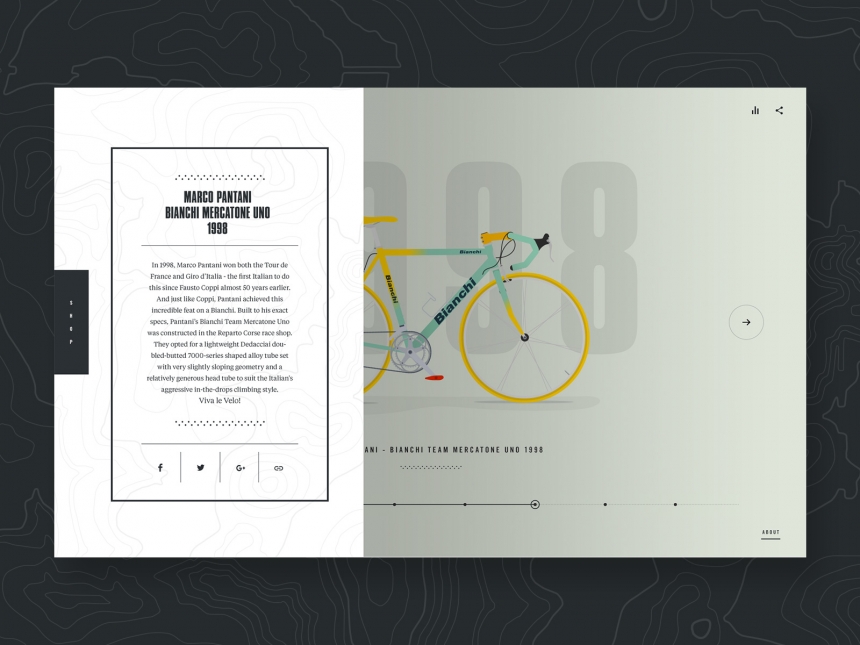 MARCO PANTANI
BIANCHI MERCATONE UNO
1998
In 1998, Marco Pantani won both the Tour de
France and Giro d'Italia - the first Italian to do
this since Fausto Coppi almost 50 years earlier.
And just like Coppi, Pantani achieved this
incredible feat on a Bianchi. Built to his exact
specs, Pantani's Bianchi Team Mercatone Uno
was constructed in the Reparto Corse race shop.
They opted for a lightweight Dedacciai dou-
bled-butted 7000-series shaped alloy tube set
with very slightly sloping geometry and a
relatively generous head tube to suit the Italian's
aggressive in-the-drops climbing style.
Viva le Velo!
SHOP
998
Bianchi
Bianchi
Bianchi
ANI - BIANCHI TEAM MERCATONE UNO 1998
ABOUT